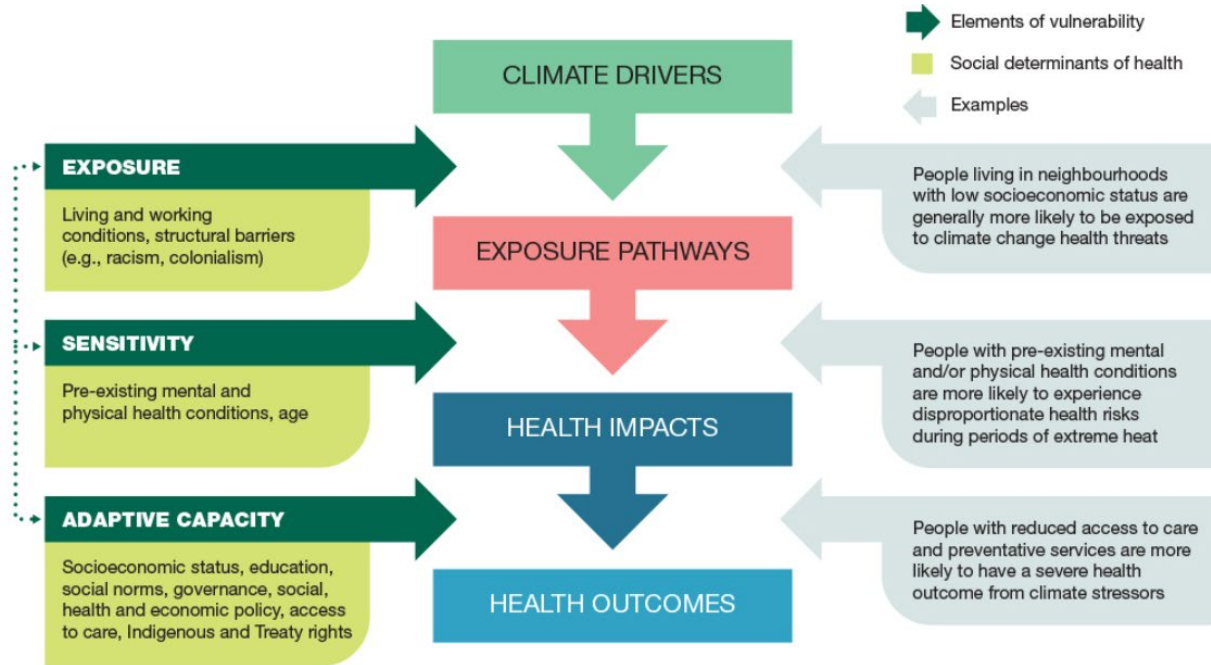 Elements of vulnerability
Social determinants of health
Examples
CLIMATE DRIVERS
EXPOSURE
Living and working
conditions, structural barriers
(e.g., racism, colonialism)
People living in neighbourhoods
with low socioeconomic status are
generally more likely to be exposed
to climate change health threats
EXPOSURE PATHWAYS
SENSITIVITY
Pre-existing mental and
physical health conditions, age
People with pre-existing mental
and/or physical health conditions
are more likely to experience
disproportionate health risks
during periods of extreme heat
HEALTH IMPACTS
ADAPTIVE CAPACITY
Socioeconomic status, education,
social norms, governance, social,
health and economic policy, access
to care, Indigenous and Treaty rights
People with reduced access to care
and preventative services are more
likely to have a severe health
outcome from climate stressors
HEALTH OUTCOMES